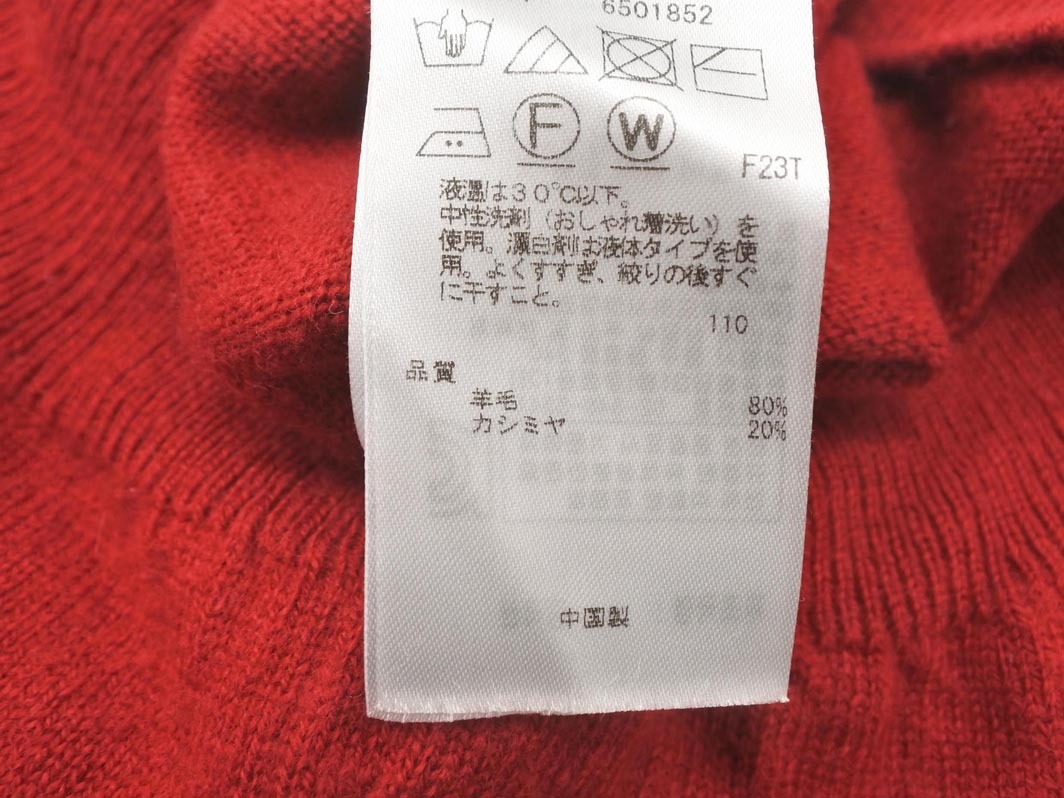 6501852
F W
F23T
液温は30℃以下。
中性洗剤（おしゃれ着洗い）を
使用。漂白剤は液体タイプを使
用。よくすすぎ、絞りの後すぐ
に干すこと。
110
品質
羊毛 80%
カシミヤ 20%
中国製